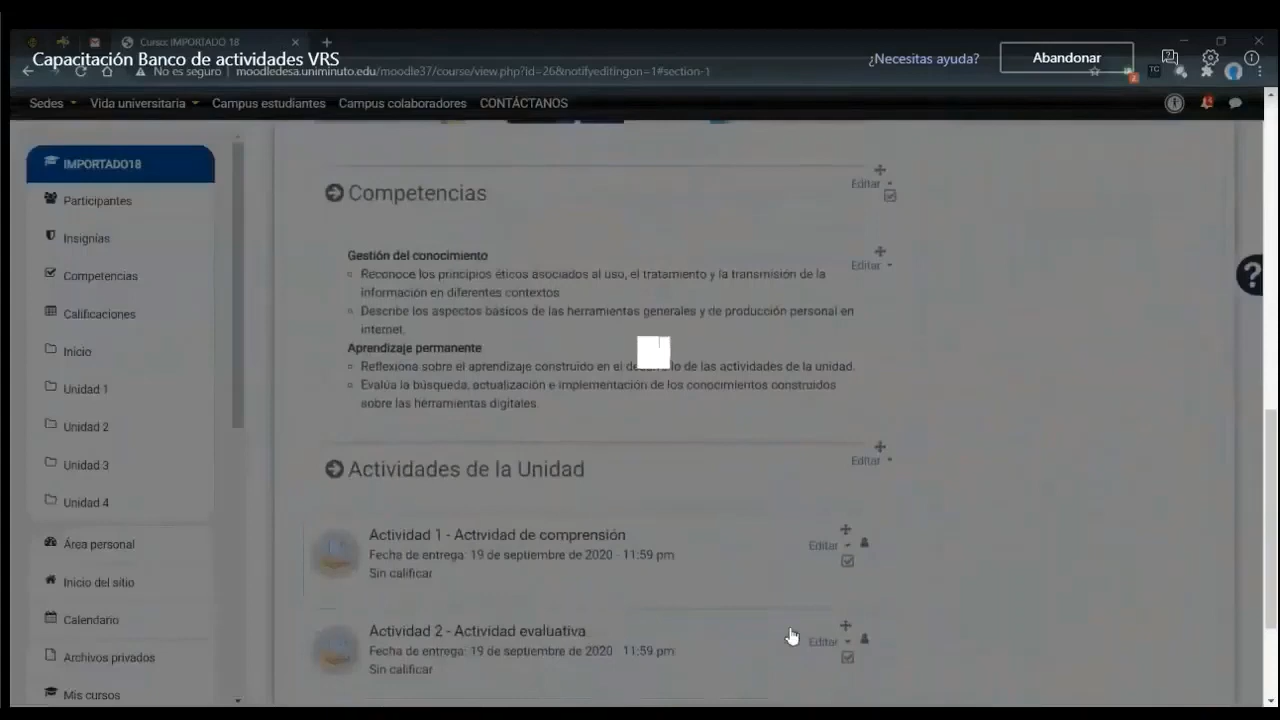 Curso: IMPORTADO 18
Capacitación Banco de actividades VRS
¿Necesitas ayuda?
Abandonar
No es seguro | moodledesa.uniminuto.edu/moodle37/course/view.php?id=26&notifyeditingon=1#section-1
Sedes Vida universitaria Campus estudiantes Campus colaboradores CONTÁCTANOS
IMPORTADO18
Participantes
Insignias
Competencias
Calificaciones
Inicio
Unidad 1
Unidad 2
Unidad 3
Unidad 4
Área personal
Inicio del sitio
Calendario
Archivos privados
Mis cursos
Competencias
Editar
Gestión del conocimiento
Editar
Reconoce los principios éticos asociados al uso, el tratamiento y la transmisión de la
información en diferentes contextos
Describe los aspectos básicos de las herramientas generales y de producción personal en
internet.
Aprendizaje permanente
Reflexiona sobre el aprendizaje construido en el desarrollo de las actividades de la unidad.
Evalúa la búsqueda, actualización e implementación de los conocimientos construidos
sobre las herramientas digitales.
Actividades de la Unidad
Editar
Actividad 1 - Actividad de comprensión
Fecha de entrega: 19 de septiembre de 2020 - 11:59 pm
Sin calificar
Editar
Actividad 2 - Actividad evaluativa
Fecha de entrega: 19 de septiembre de 2020 11:59 pm
Sin calificar
Editar
?